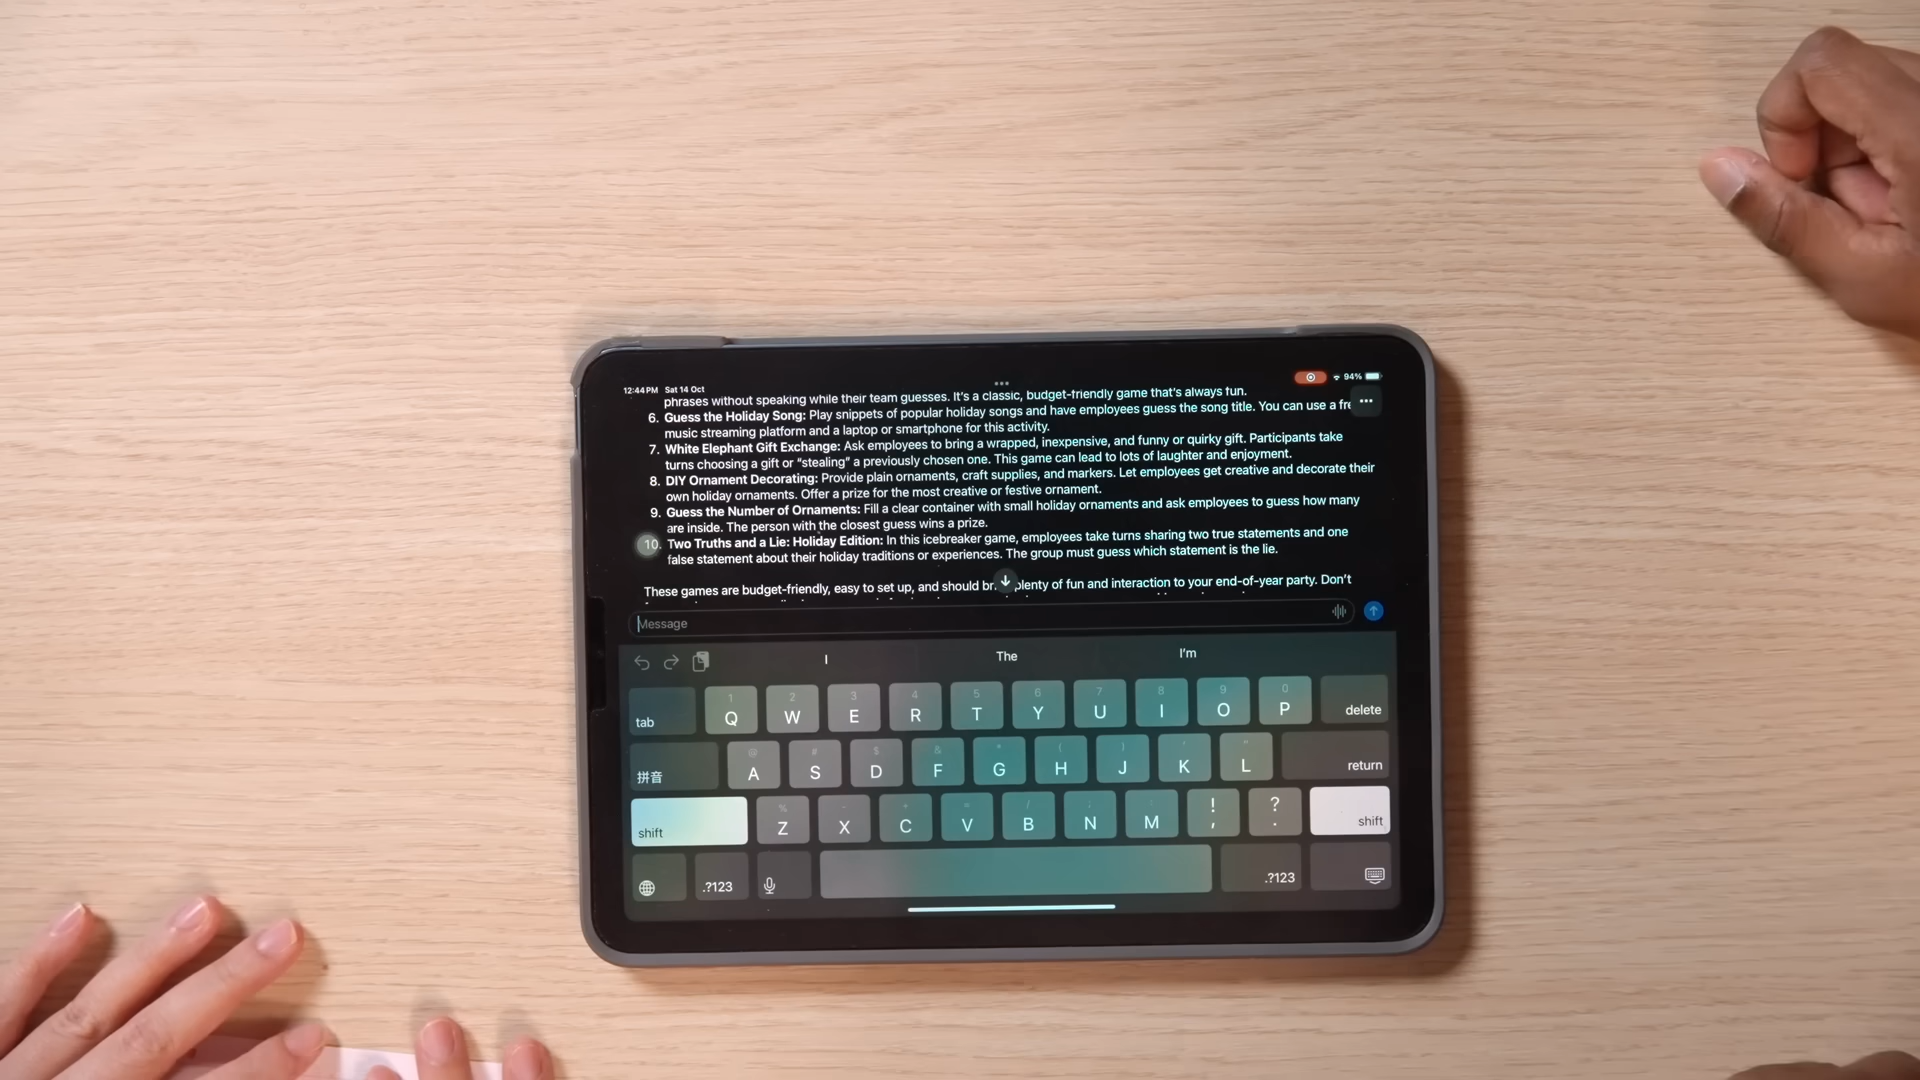 12:44 PM Sat 14 Oct
94%
phrases without speaking while their team guesses. It's a classic, budget-friendly game that's always fun.
6. Guess the Holiday Song: Play snippets of popular holiday songs and have employees guess the song title. You can use a fre
music streaming platform and a laptop or smartphone for this activity.
7. White Elephant Gift Exchange: Ask employees to bring a wrapped, inexpensive, and funny or quirky gift. Participants take
turns choosing a gift or “stealing” a previously chosen one. This game can lead to lots of laughter and enjoyment.
8. DIY Ornament Decorating: Provide plain ornaments, craft supplies, and markers. Let employees get creative and decorate their
own holiday ornaments. Offer a prize for the most creative or festive ornament.
9. Guess the Number of Ornaments: Fill a clear container with small holiday ornaments and ask employees to guess how many
are inside. The person with the closest guess wins a prize.
10. Two Truths and a Lie: Holiday Edition: In this icebreaker game, employees take turns sharing two true statements and one
false statement about their holiday traditions or experiences. The group must guess which statement is the lie.
These games are budget-friendly, easy to set up, and should br plenty of fun and interaction to your end-of-year party. Don't
Message
I The I'm
1 2 3 4 5 6 7 8 9 0
tab Q W E R T Y U I O P delete
@ # $ & * ( ) ' "
拼音 A S D F G H J K L return
% - + = / ; :
shift Z X C V B N M ! , ? . shift
.?123 .?123